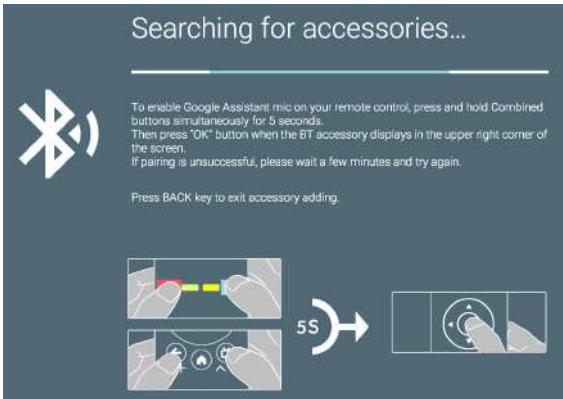 Searching for accessories...
To enable Google Assistant mic on your remote control, press and hold Combined
buttons simultaneously for 5 seconds.
Then press "OK" button when the BT accessory displays in the upper right corner of
the screen.
If pairing is unsuccessful, please wait a few minutes and try again.
Press BACK key to exit accessory adding.
5S